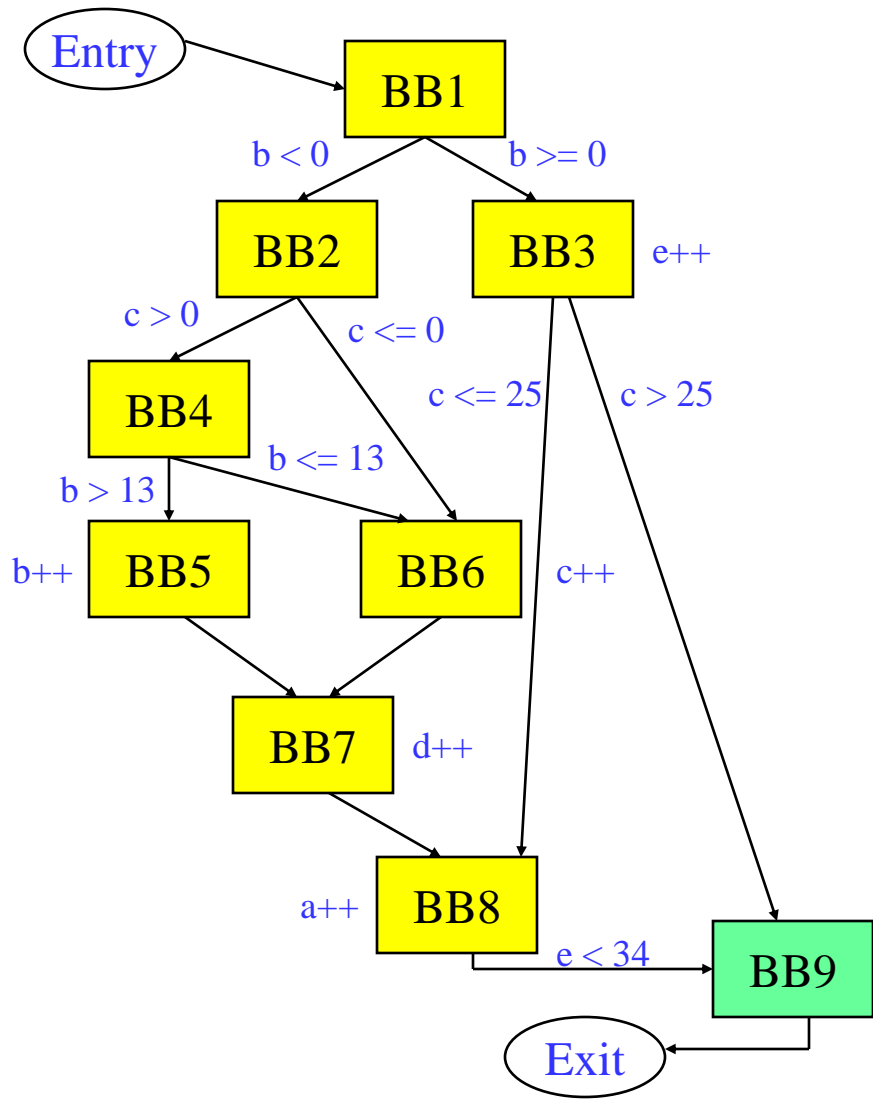 Entry
BB1
b < 0
b >= 0
BB2
BB3
e++
c > 0
c <= 0
BB4
c <= 25
c > 25
b <= 13
b > 13
b++
BB5
BB6
c++
BB7
d++
a++
BB8
e < 34
BB9
Exit